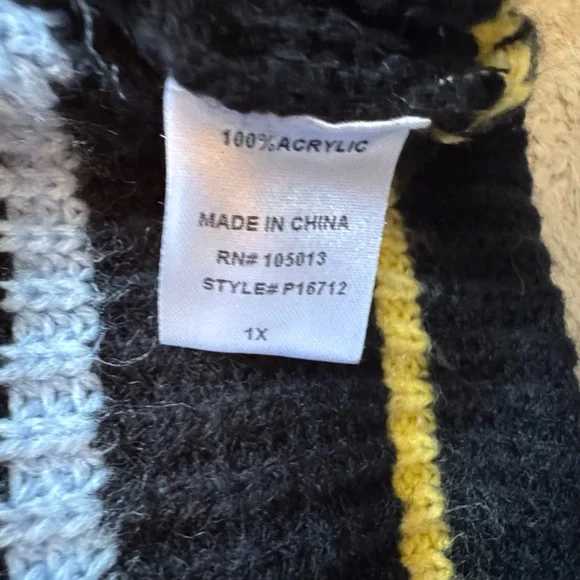 100%ACRYLIC
MADE IN CHINA
RN# 105013
STYLE# P16712
1X